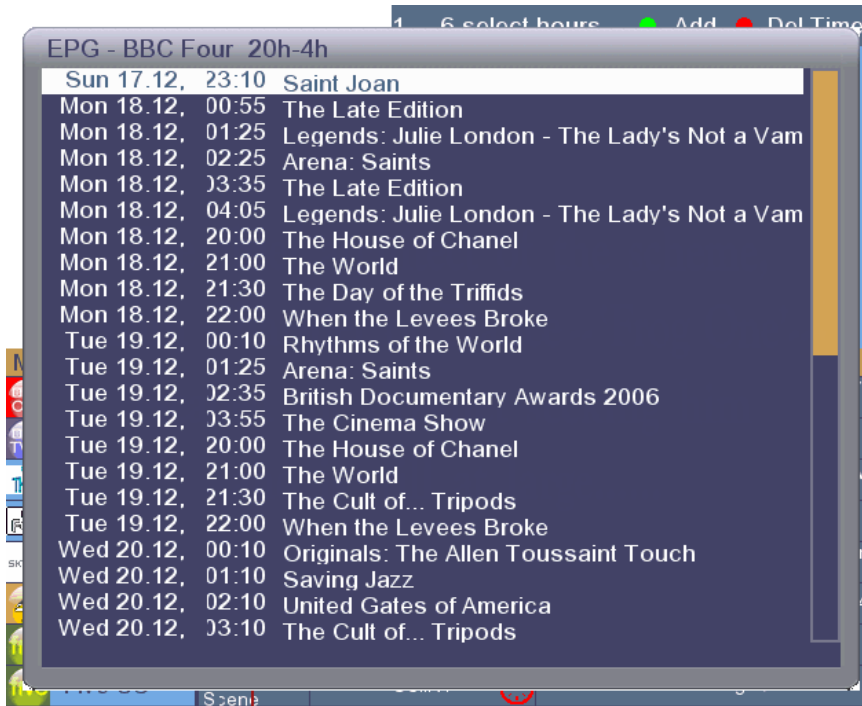 1 6 select hours Add Del Time
EPG - BBC Four 20h-4h
Sun 17.12, 23:10 Saint Joan
Mon 18.12, 00:55 The Late Edition
Mon 18.12, 01:25 Legends: Julie London - The Lady's Not a Vam
Mon 18.12, 02:25 Arena: Saints
Mon 18.12, 03:35 The Late Edition
Mon 18.12, 04:05 Legends: Julie London - The Lady's Not a Vam
Mon 18.12, 20:00 The House of Chanel
Mon 18.12, 21:00 The World
Mon 18.12, 21:30 The Day of the Triffids
Mon 18.12, 22:00 When the Levees Broke
Tue 19.12, 00:10 Rhythms of the World
Tue 19.12, 01:25 Arena: Saints
Tue 19.12, 02:35 British Documentary Awards 2006
Tue 19.12, 03:55 The Cinema Show
Tue 19.12, 20:00 The House of Chanel
Tue 19.12, 21:00 The World
Tue 19.12, 21:30 The Cult of... Tripods
Tue 19.12, 22:00 When the Levees Broke
Wed 20.12, 00:10 Originals: The Allen Toussaint Touch
Wed 20.12, 01:10 Saving Jazz
Wed 20.12, 02:10 United Gates of America
Wed 20.12, 03:10 The Cult of... Tripods
Scene